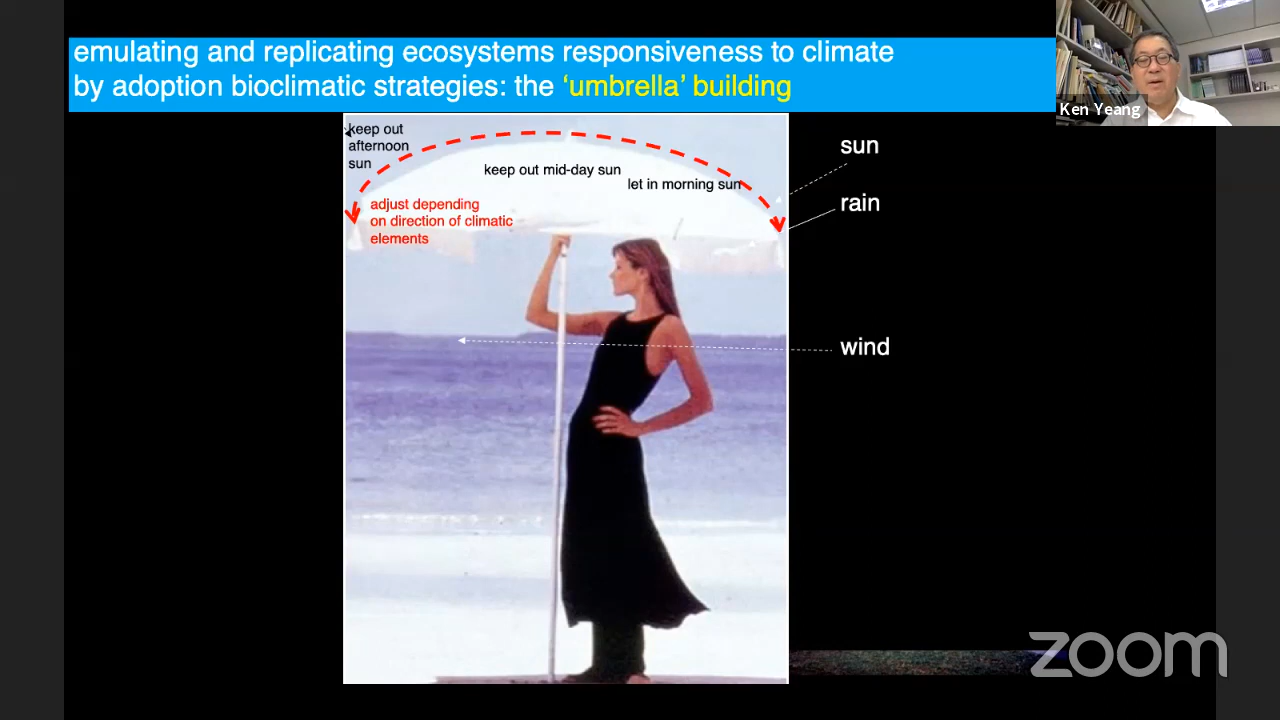 emulating and replicating ecosystems responsiveness to climate
by adoption bioclimatic strategies: the ‘umbrella’ building
Ken Yeang
keep out
afternoon
sun
keep out mid-day sun
let in morning sun
adjust depending
on direction of climatic
elements
sun
rain
wind
zoom